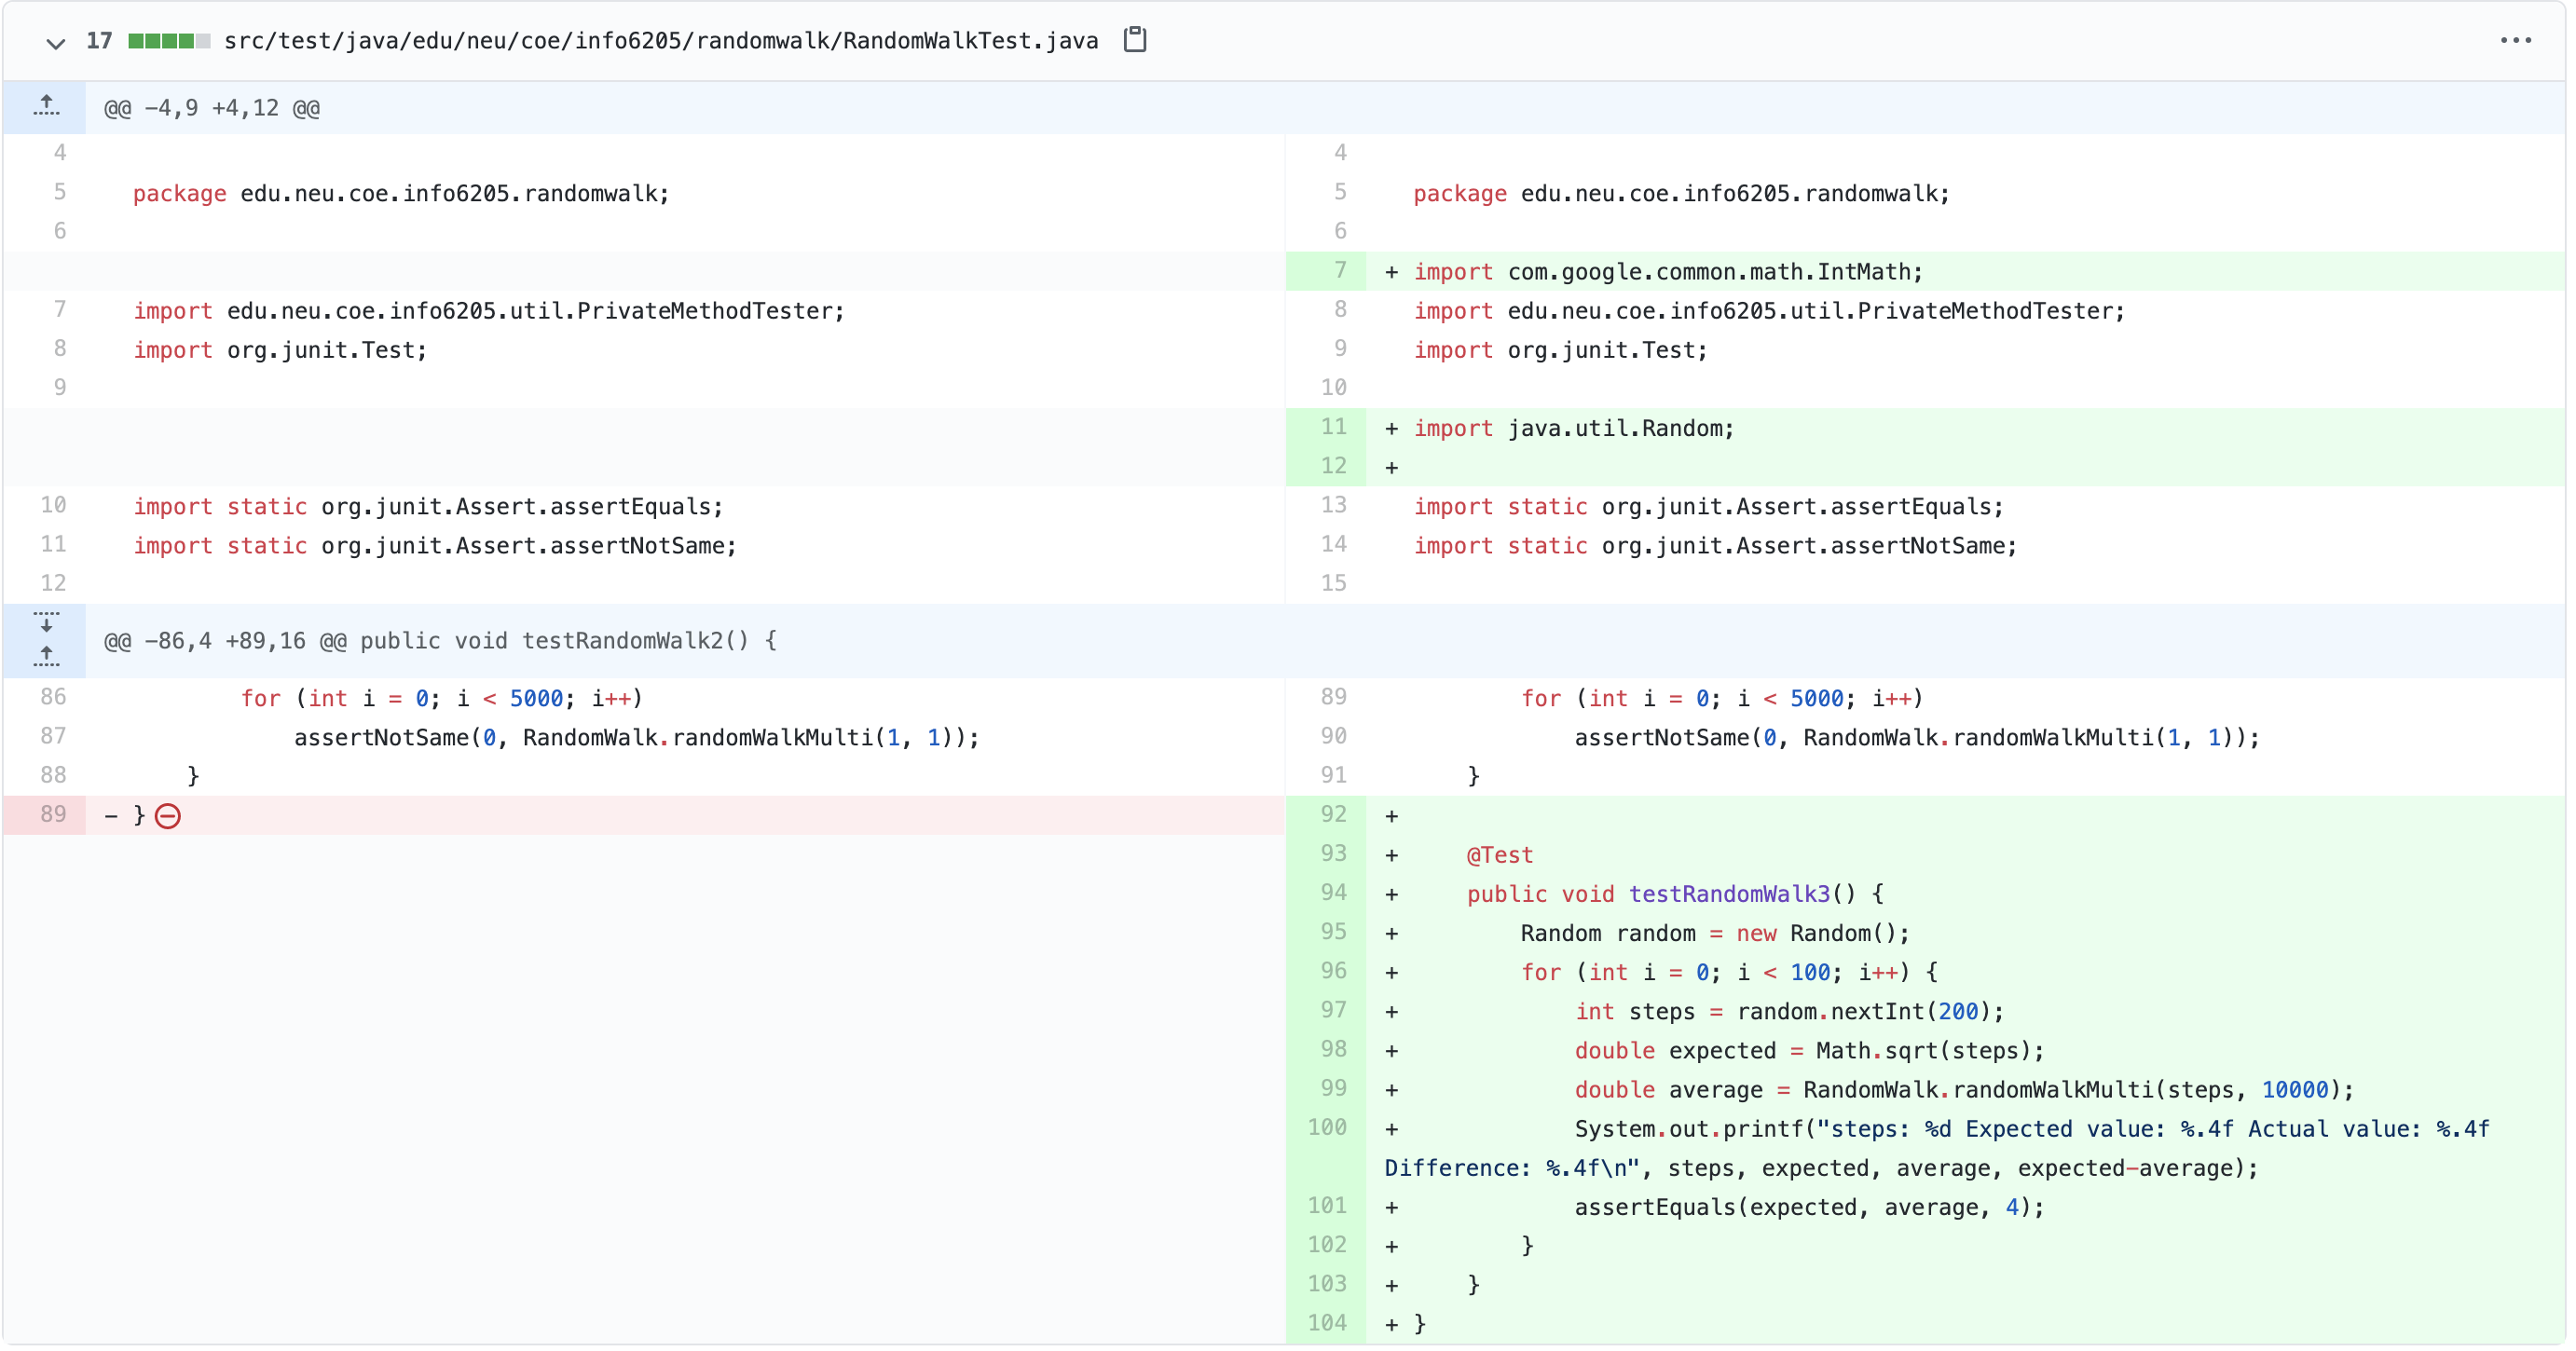 17 src/test/java/edu/neu/coe/info6205/randomwalk/RandomWalkTest.java
@@ -4,9 +4,12 @@
4 4
5 package edu.neu.coe.info6205.randomwalk; 5 package edu.neu.coe.info6205.randomwalk;
6 6
7 + import com.google.common.math.IntMath;
7 import edu.neu.coe.info6205.util.PrivateMethodTester; 8 import edu.neu.coe.info6205.util.PrivateMethodTester;
8 import org.junit.Test; 9 import org.junit.Test;
9 10
11 + import java.util.Random;
12 +
10 import static org.junit.Assert.assertEquals; 13 import static org.junit.Assert.assertEquals;
11 import static org.junit.Assert.assertNotSame; 14 import static org.junit.Assert.assertNotSame;
12 15
@@ -86,4 +89,16 @@ public void testRandomWalk2() {
86 for (int i = 0; i < 5000; i++) 89 for (int i = 0; i < 5000; i++)
87 assertNotSame(0, RandomWalk.randomWalkMulti(1, 1)); 90 assertNotSame(0, RandomWalk.randomWalkMulti(1, 1));
88 } 91 }
89 - } 92 +
93 + @Test
94 + public void testRandomWalk3() {
95 + Random random = new Random();
96 + for (int i = 0; i < 100; i++) {
97 + int steps = random.nextInt(200);
98 + double expected = Math.sqrt(steps);
99 + double average = RandomWalk.randomWalkMulti(steps, 10000);
100 + System.out.printf("steps: %d Expected value: %.4f Actual value: %.4f
Difference: %.4f\n", steps, expected, average, expected-average);
101 + assertEquals(expected, average, 4);
102 + }
103 + }
104 + }